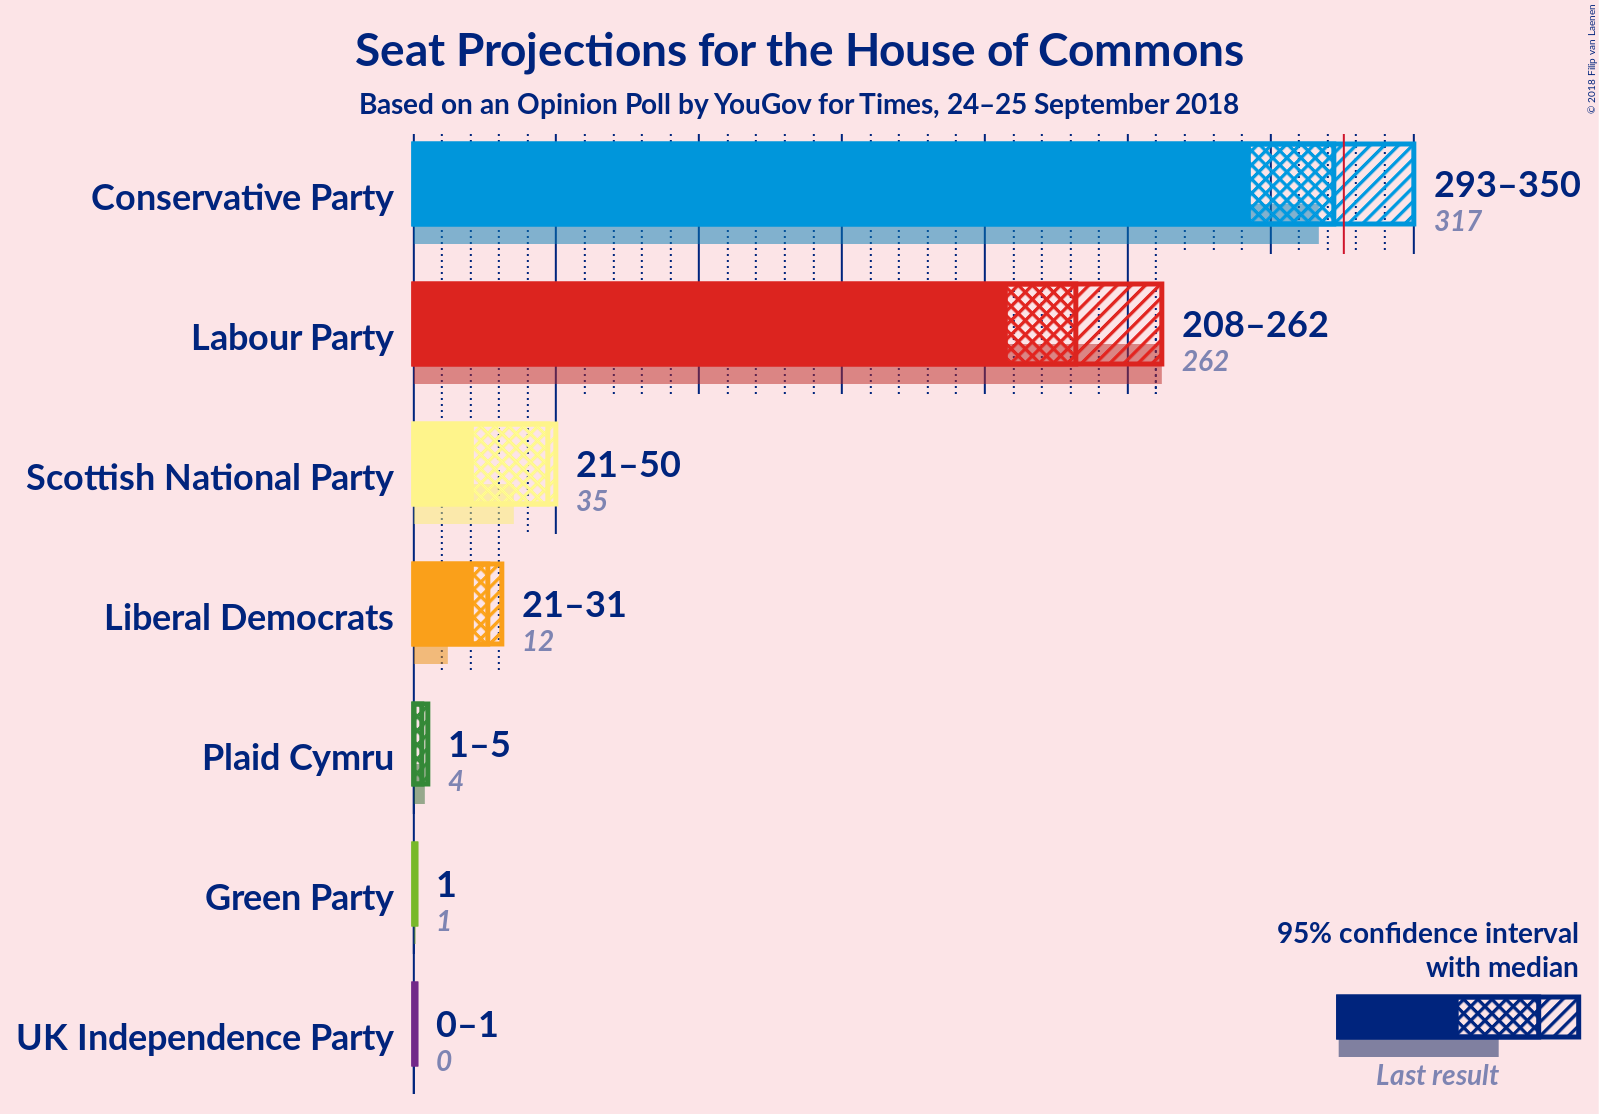 Seat Projections for the House of Commons
Based on an Opinion Poll by YouGov for Times, 24–25 September 2018
© 2018 Filip van Laenen
Conservative Party
293–350
317
Labour Party
208–262
262
Scottish National Party
21–50
35
Liberal Democrats
21–31
12
Plaid Cymru
1–5
4
Green Party
1
1
UK Independence Party
0–1
0
95% confidence interval
with median
Last result